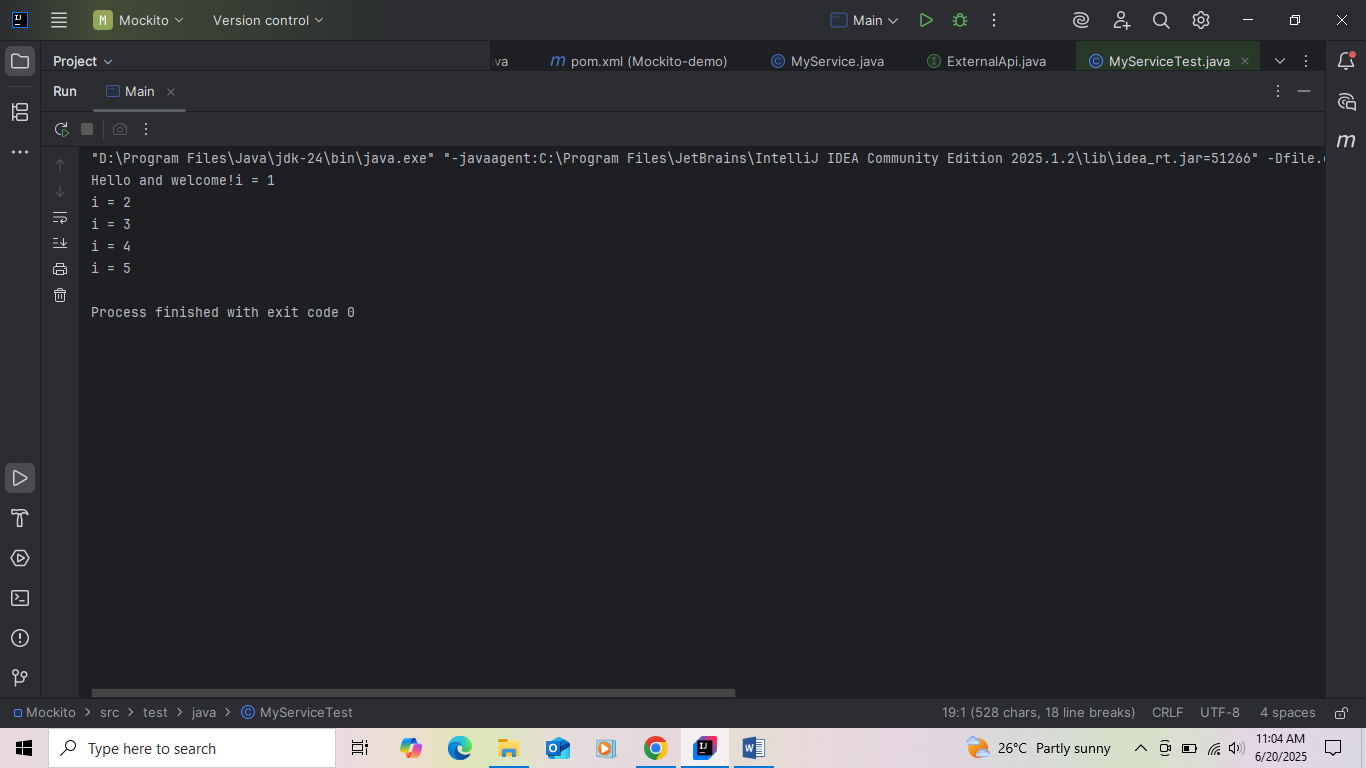 M Mockito Version control Main
Project va pom.xml (Mockito-demo) MyService.java ExternalApi.java MyServiceTest.java
Run Main
"D:\Program Files\Java\jdk-24\bin\java.exe" "-javaagent:C:\Program Files\JetBrains\IntelliJ IDEA Community Edition 2025.1.2\lib\idea_rt.jar=51266" -Dfile.
Hello and welcome!i = 1
i = 2
i = 3
i = 4
i = 5
Process finished with exit code 0
Mockito > src > test > java > MyServiceTest 19:1 (528 chars, 18 line breaks) CRLF UTF-8 4 spaces
Type here to search 26°C Partly sunny 11:04 AM
6/20/2025